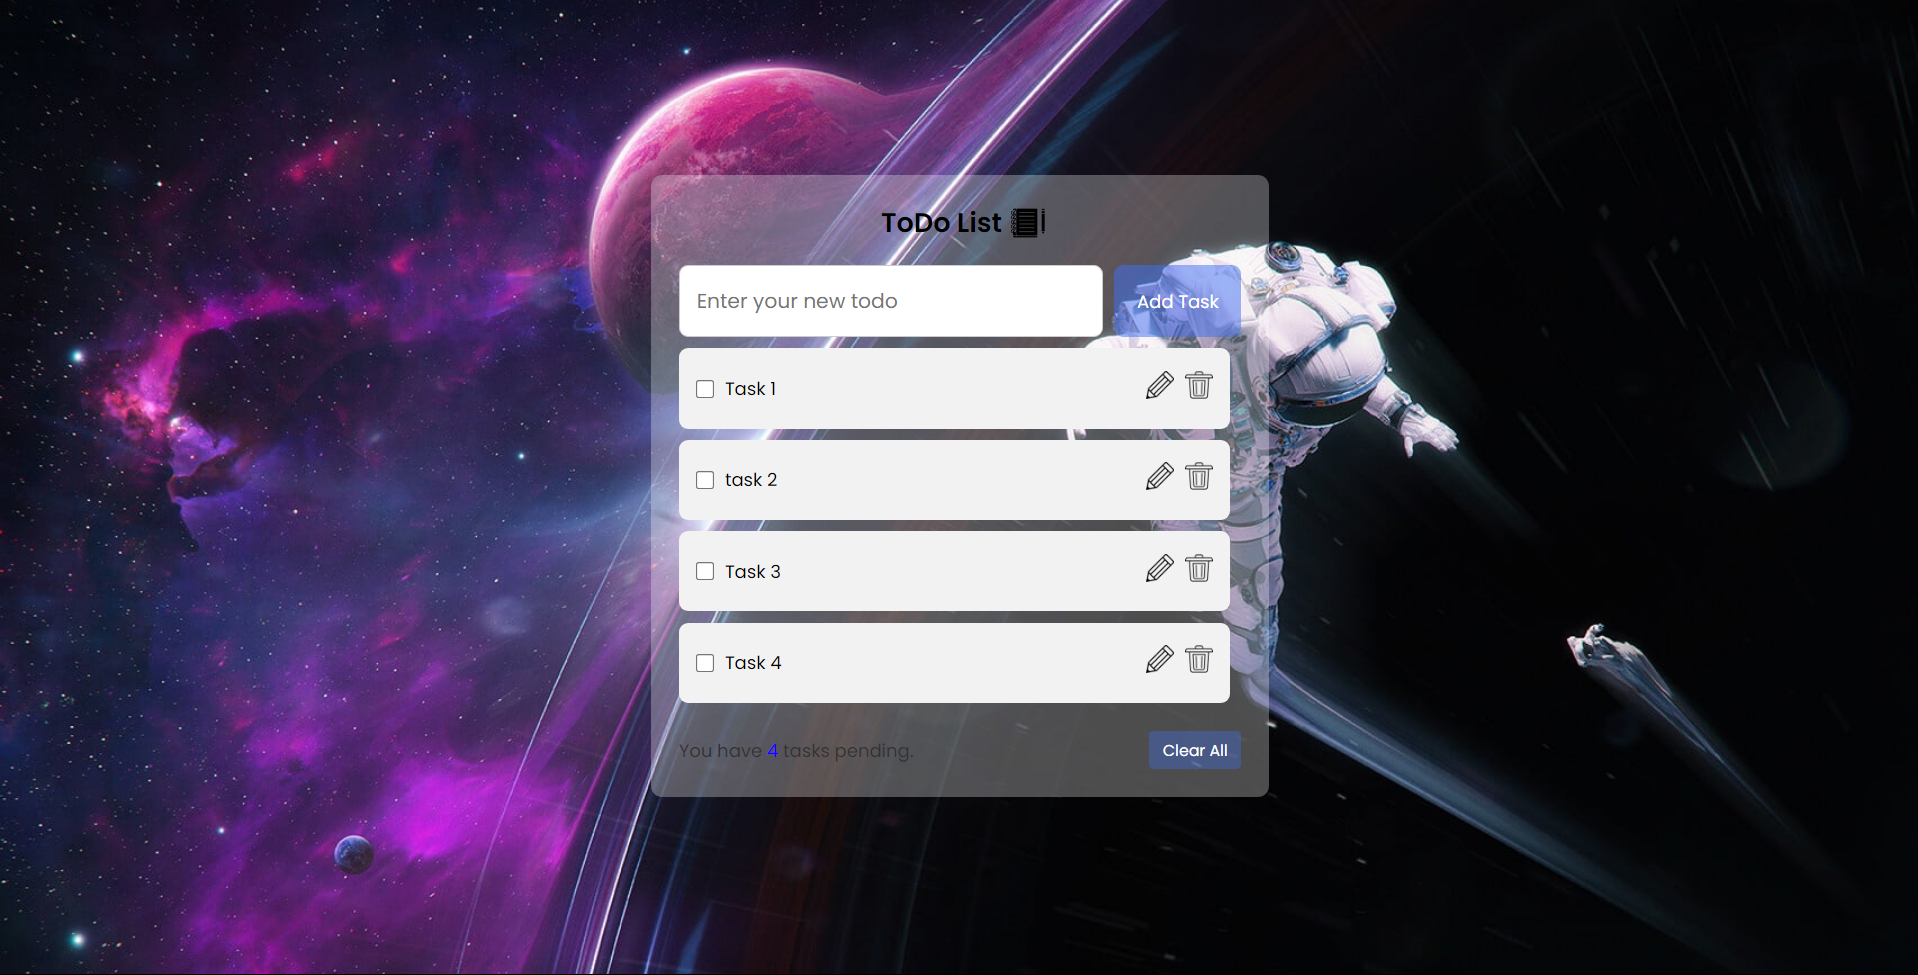 ToDo List
Enter your new todo
Add Task
Task 1
task 2
Task 3
Task 4
You have 4 tasks pending.
Clear All